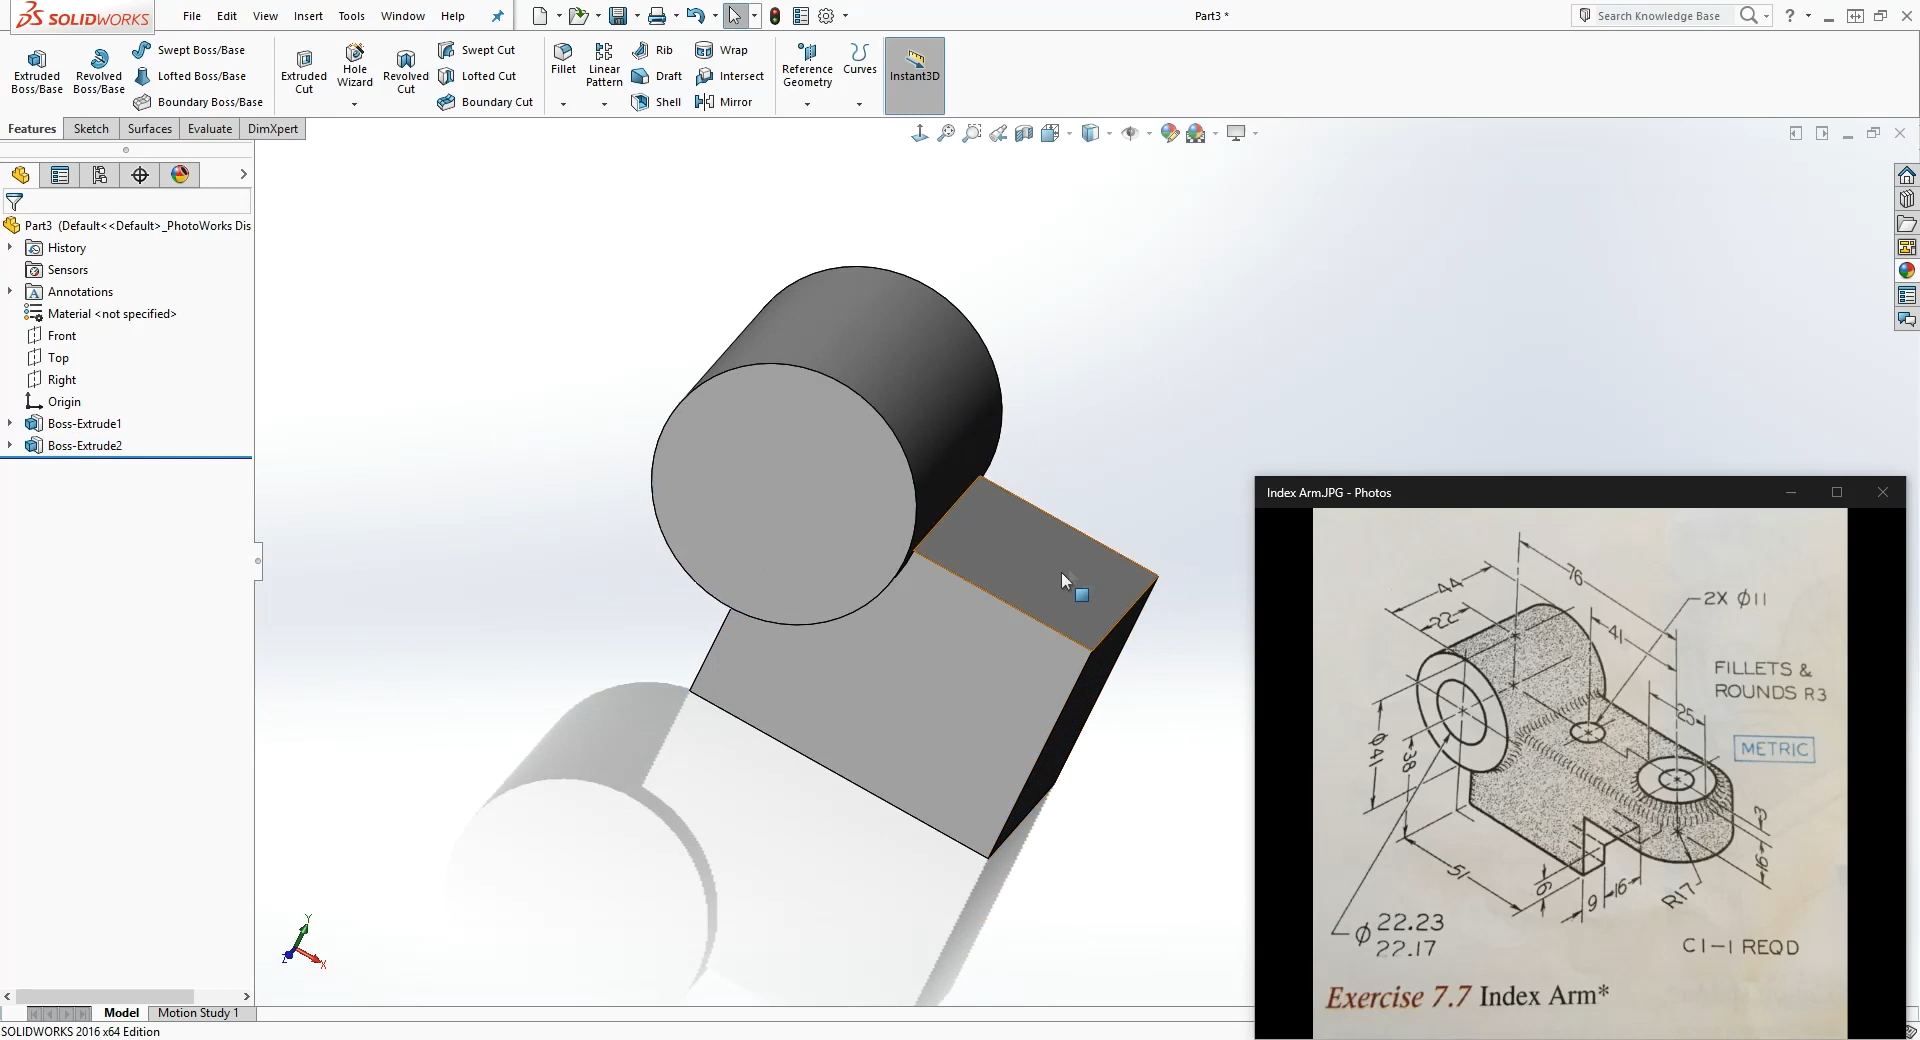 SOLIDWORKS
File Edit View Insert Tools Window Help
Part3 *
Search Knowledge Base
?
Extruded Boss/Base
Revolved Boss/Base
Swept Boss/Base
Lofted Boss/Base
Boundary Boss/Base
Extruded Cut
Hole Wizard
Revolved Cut
Swept Cut
Lofted Cut
Boundary Cut
Fillet
Linear Pattern
Rib
Draft
Shell
Wrap
Intersect
Mirror
Reference Geometry
Curves
Instant3D
Features Sketch Surfaces Evaluate DimXpert
Part3 (Default<<Default>_PhotoWorks Dis
History
Sensors
Annotations
Material <not specified>
Front
Top
Right
Origin
Boss-Extrude1
Boss-Extrude2
Y
X
Z
Index Arm.JPG - Photos
76
44
22
2X Ø11
41
FILLETS &
ROUNDS R3
25
METRIC
Ø41
38
3
16
51
6
9
16
R17
Ø 22.23
22.17
CI-1 REQD
Exercise 7.7 Index Arm*
Model Motion Study 1
SOLIDWORKS 2016 x64 Edition